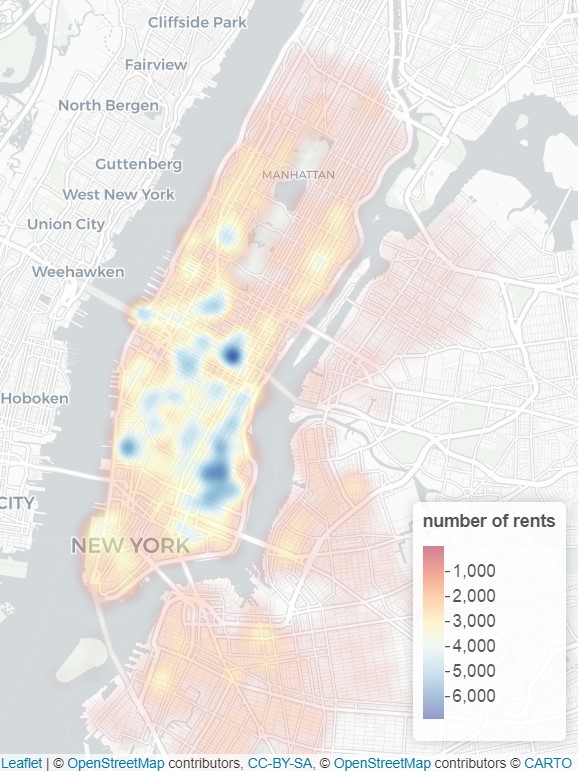 Cliffside Park
Fairview
North Bergen
Guttenberg
MANHATTAN
West New York
Union City
Weehawken
Hoboken
CITY
NEW YORK
number of rents
1,000
2,000
3,000
4,000
5,000
6,000
Leaflet | © OpenStreetMap contributors, CC-BY-SA, © OpenStreetMap contributors © CARTO